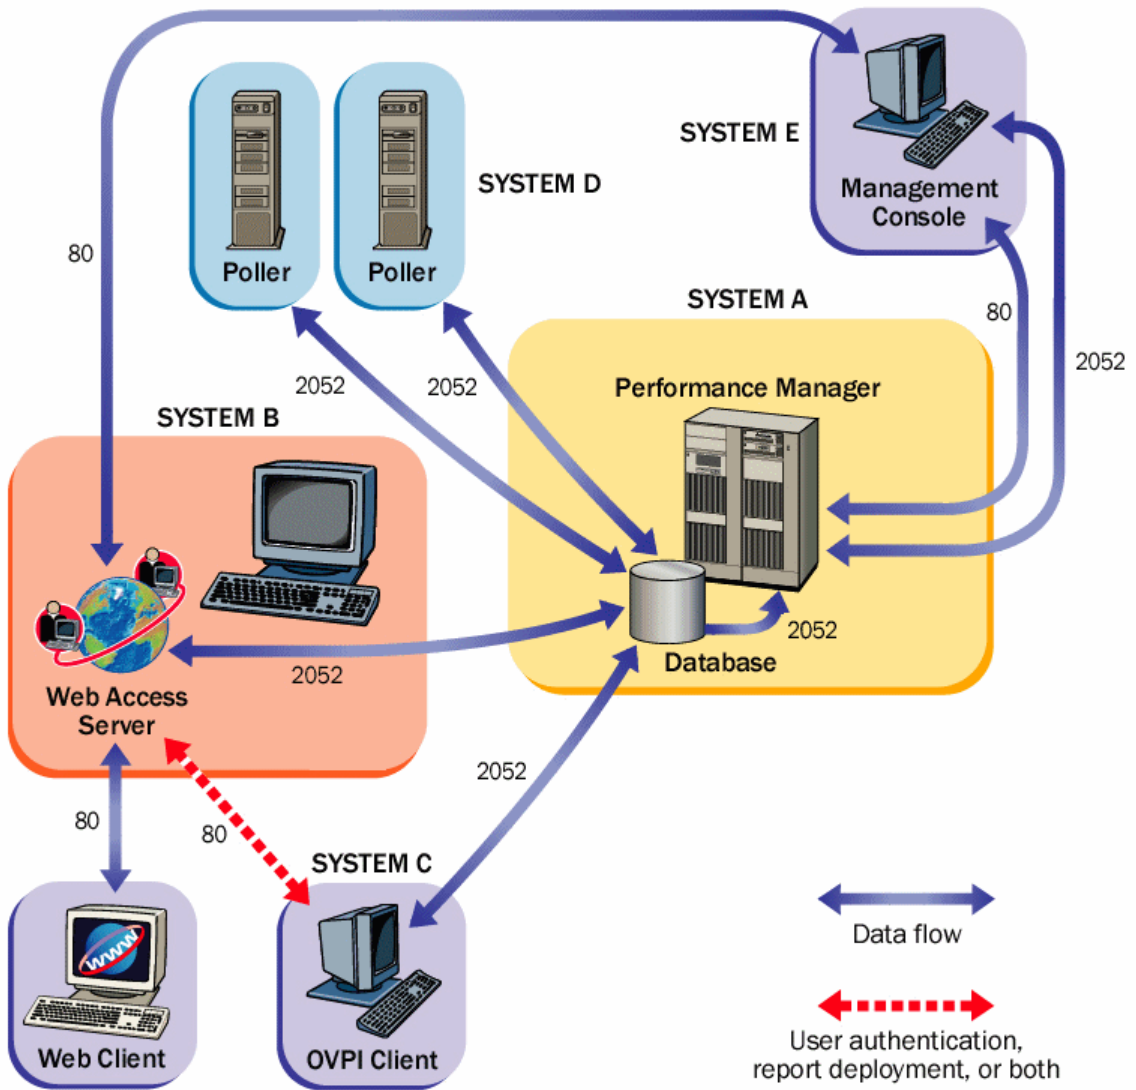 SYSTEM E
Management
Console
SYSTEM D
Poller
Poller
80
SYSTEM A
80
2052
2052
2052
Performance Manager
SYSTEM B
2052
Database
2052
Web Access
Server
2052
80
80
SYSTEM C
WWW
Web Client
OVPI Client
Data flow
User authentication,
report deployment, or both